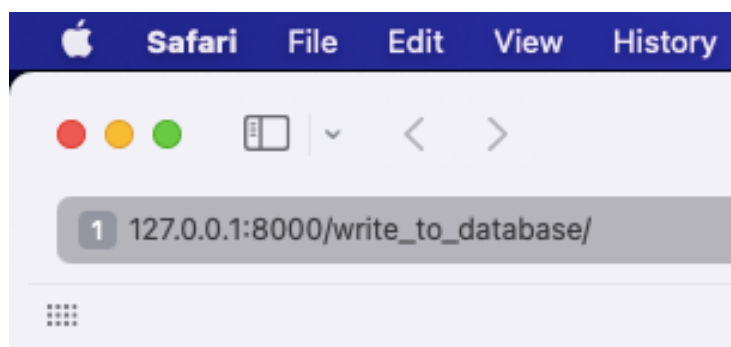 Safari File Edit View History
1 127.0.0.1:8000/write_to_database/